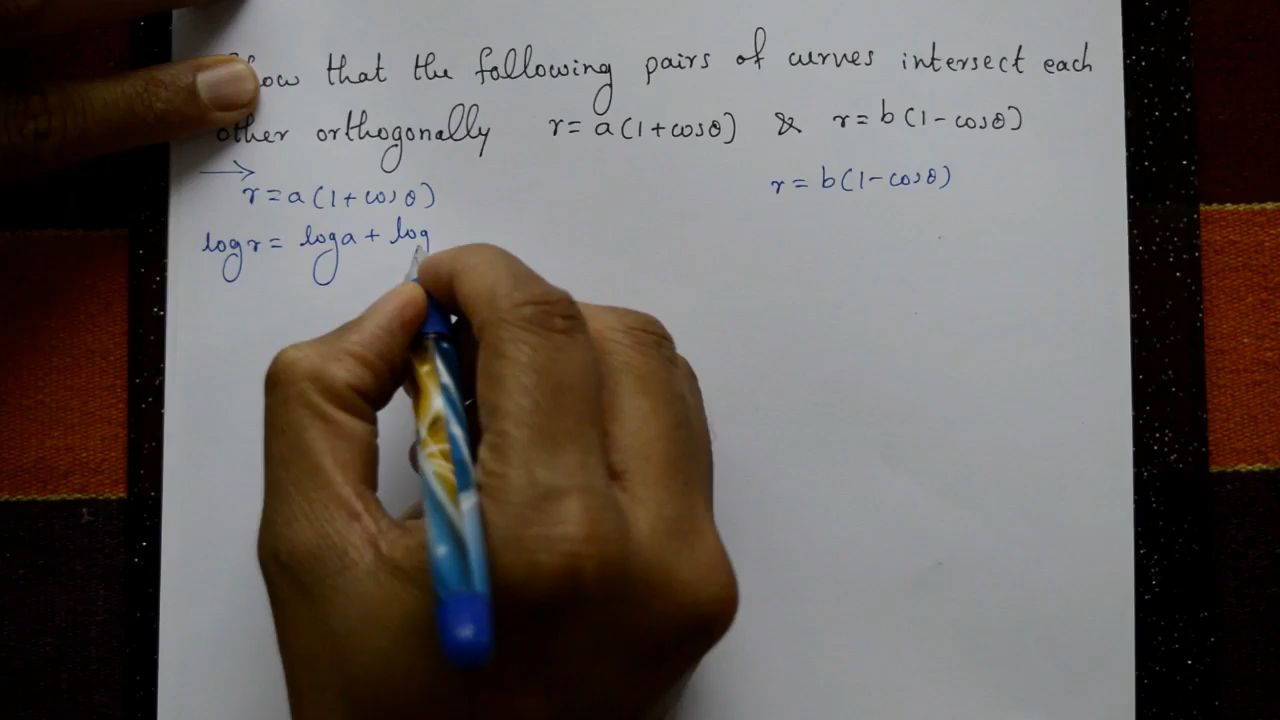 how that the following pairs of curves intersect each
other orthogonally r = a(1+cosθ) & r = b(1-cosθ)
→
r = a(1+cosθ)
r = b(1-cosθ)
log r = log a + log